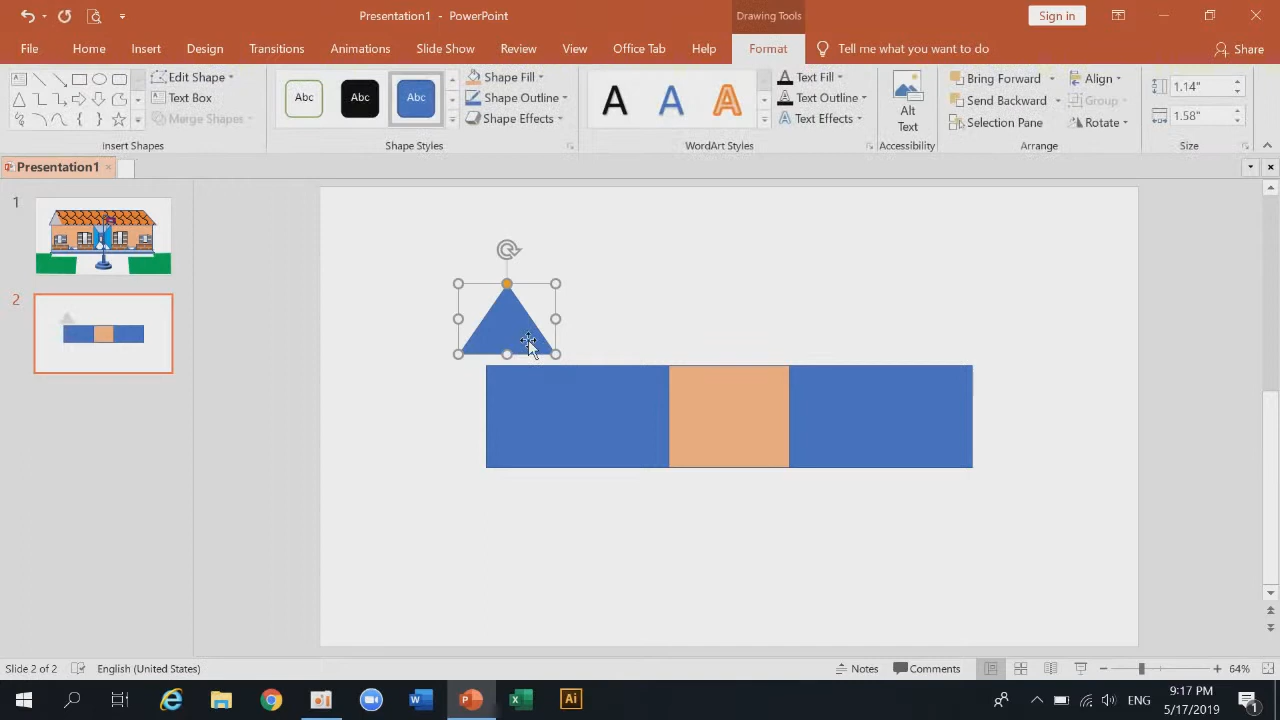 Presentation1 - PowerPoint
Drawing Tools
Sign in
File Home Insert Design Transitions Animations Slide Show Review View Office Tab Help Format Tell me what you want to do Share
Edit Shape
Text Box
Merge Shapes
Insert Shapes
Abc Abc Abc
Shape Fill
Shape Outline
Shape Effects
Shape Styles
A A A
Text Fill
Text Outline
Text Effects
WordArt Styles
Alt
Text
Accessibility
Bring Forward
Send Backward
Selection Pane
Align
Group
Rotate
Arrange
1.14"
1.58"
Size
Presentation1
1
2
Slide 2 of 2 English (United States) Notes Comments 64%
ENG
9:17 PM
5/17/2019
1